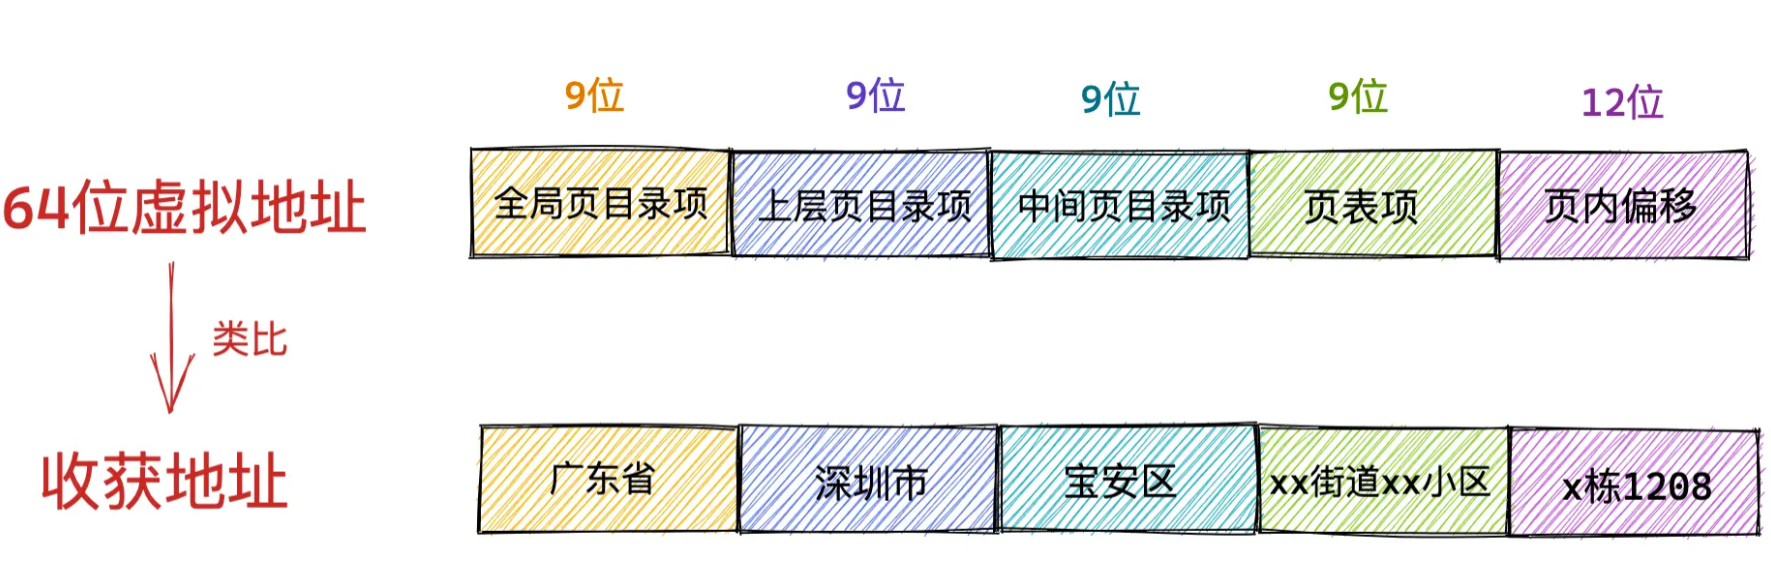 9位 9位 9位 9位 12位
64位虚拟地址 全局页目录项 上层页目录项 中间页目录项 页表项 页内偏移
类比
收获地址 广东省 深圳市 宝安区 xx街道xx小区 x栋1208